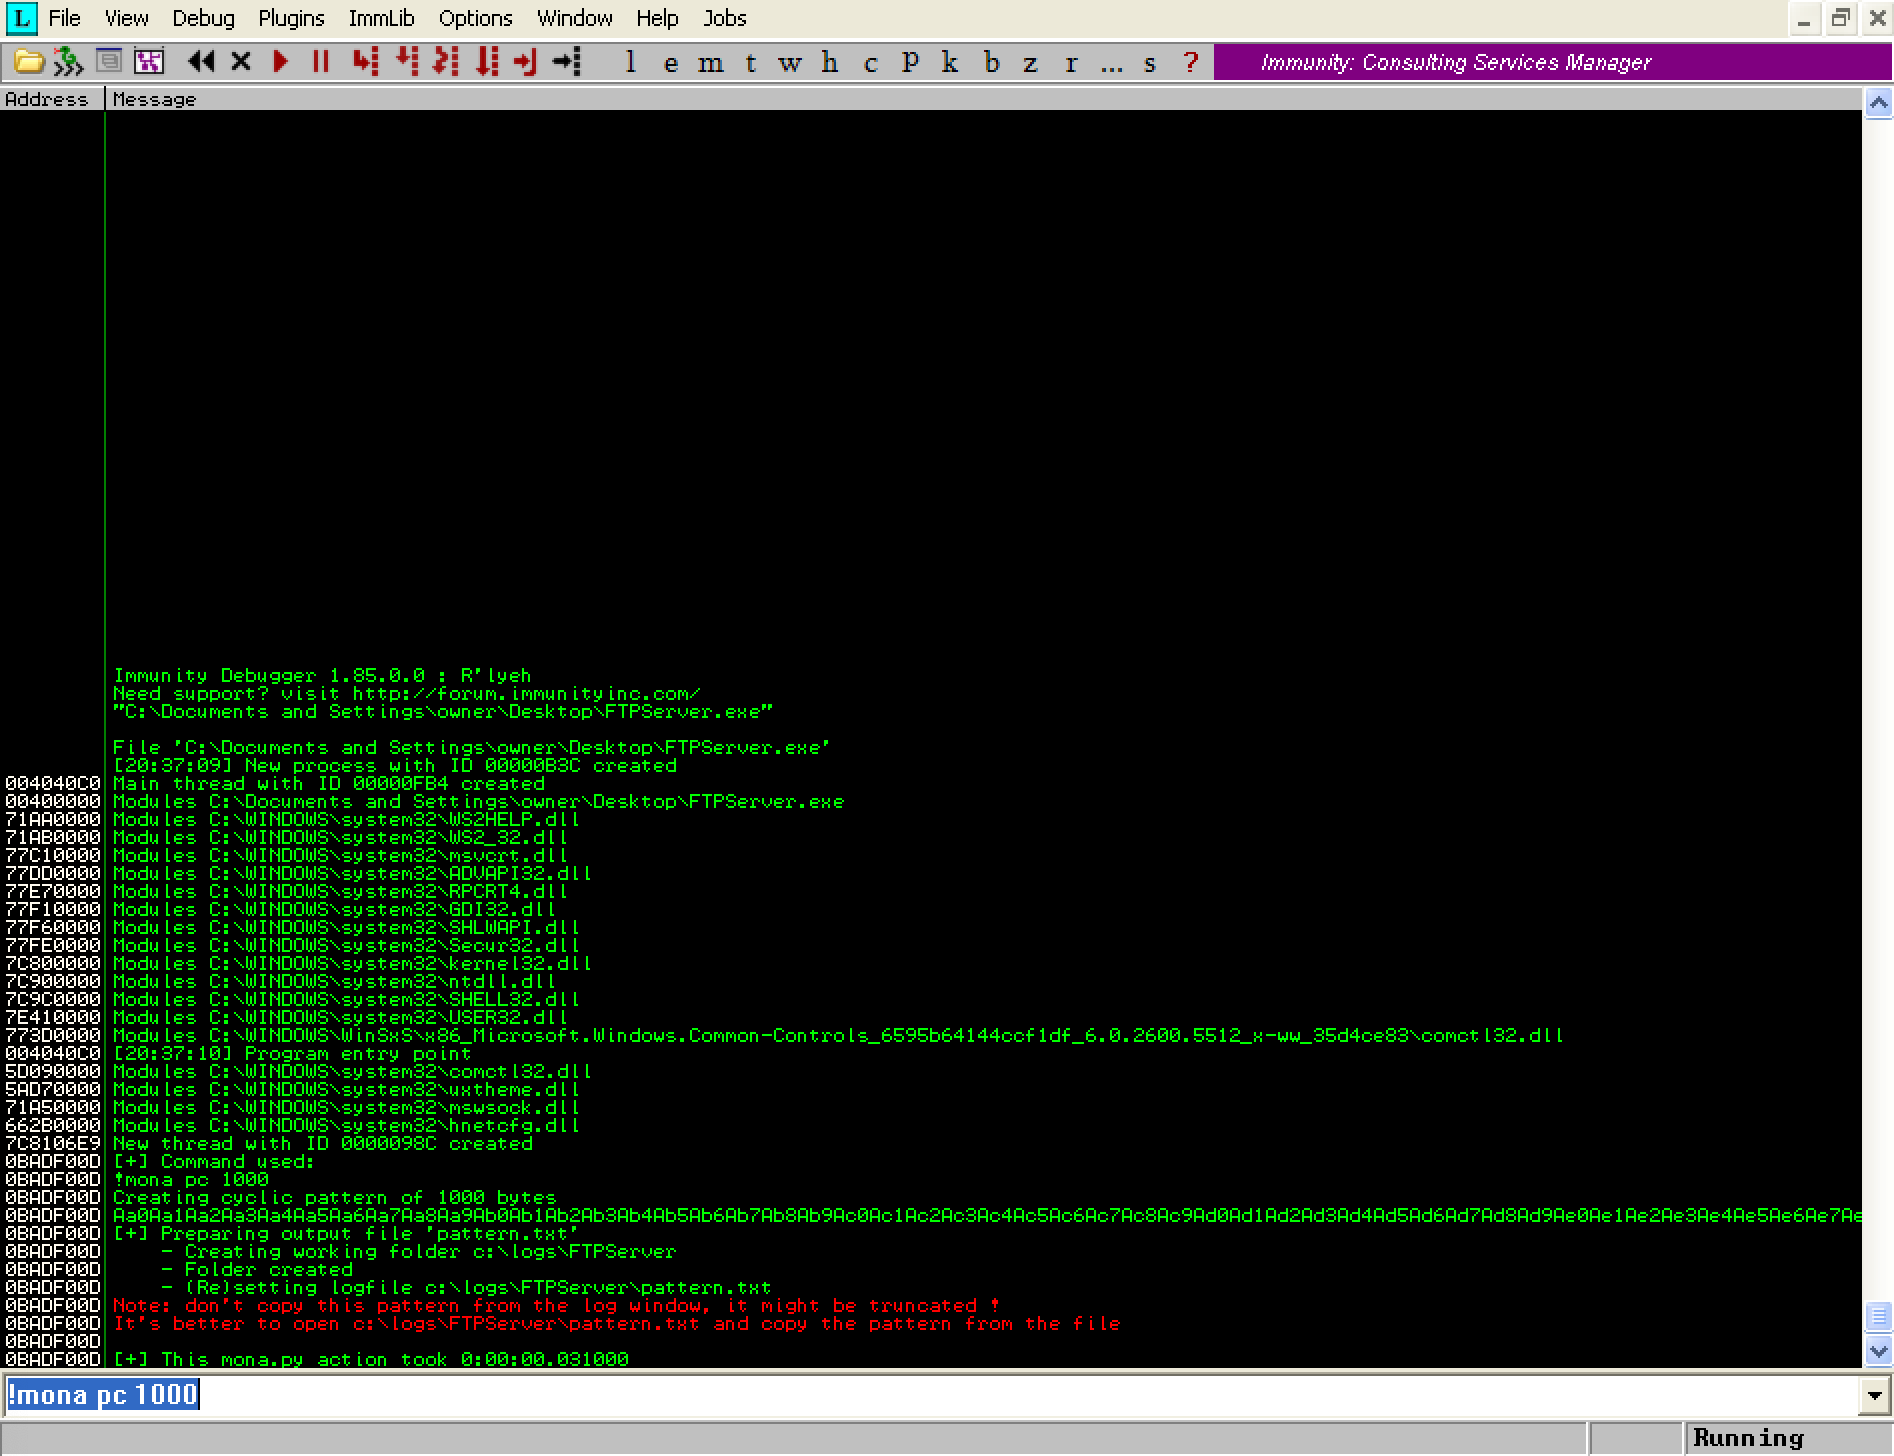 L File View Debug Plugins ImmLib Options Window Help Jobs
l e m t w h c P k b z r ... s ? Immunity: Consulting Services Manager
Address Message
Immunity Debugger 1.85.0.0 : R'lyeh
Need support? visit http://forum.immunityinc.com/
"C:\Documents and Settings\owner\Desktop\FTPServer.exe"
File 'C:\Documents and Settings\owner\Desktop\FTPServer.exe'
[20:37:09] New process with ID 00000B3C created
004040C0 Main thread with ID 00000FB4 created
00400000 Modules C:\Documents and Settings\owner\Desktop\FTPServer.exe
71AA0000 Modules C:\WINDOWS\system32\WS2HELP.dll
71AB0000 Modules C:\WINDOWS\system32\WS2_32.dll
77C10000 Modules C:\WINDOWS\system32\msvcrt.dll
77DD0000 Modules C:\WINDOWS\system32\ADVAPI32.dll
77E70000 Modules C:\WINDOWS\system32\RPCRT4.dll
77F10000 Modules C:\WINDOWS\system32\GDI32.dll
77F60000 Modules C:\WINDOWS\system32\SHLWAPI.dll
77FE0000 Modules C:\WINDOWS\system32\Secur32.dll
7C800000 Modules C:\WINDOWS\system32\kernel32.dll
7C900000 Modules C:\WINDOWS\system32\ntdll.dll
7C9C0000 Modules C:\WINDOWS\system32\SHELL32.dll
7E410000 Modules C:\WINDOWS\system32\USER32.dll
773D0000 Modules C:\WINDOWS\WinSxS\x86_Microsoft.Windows.Common-Controls_6595b64144ccf1df_6.0.2600.5512_x-ww_35d4ce83\comctl32.dll
004040C0 [20:37:10] Program entry point
5D090000 Modules C:\WINDOWS\system32\comctl32.dll
5AD70000 Modules C:\WINDOWS\system32\uxtheme.dll
71A50000 Modules C:\WINDOWS\system32\mswsock.dll
662B0000 Modules C:\WINDOWS\system32\hnetcfg.dll
7C8106E9 New thread with ID 0000098C created
0BADF00D [+] Command used:
0BADF00D !mona pc 1000
0BADF00D Creating cyclic pattern of 1000 bytes
0BADF00D Aa0Aa1Aa2Aa3Aa4Aa5Aa6Aa7Aa8Aa9Ab0Ab1Ab2Ab3Ab4Ab5Ab6Ab7Ab8Ab9Ac0Ac1Ac2Ac3Ac4Ac5Ac6Ac7Ac8Ac9Ad0Ad1Ad2Ad3Ad4Ad5Ad6Ad7Ad8Ad9Ae0Ae1Ae2Ae3Ae4Ae5Ae6Ae7Ae
0BADF00D [+] Preparing output file 'pattern.txt'
0BADF00D - Creating working folder c:\logs\FTPServer
0BADF00D - Folder created
0BADF00D - (Re)setting logfile c:\logs\FTPServer\pattern.txt
0BADF00D Note: don't copy this pattern from the log window, it might be truncated !
0BADF00D It's better to open c:\logs\FTPServer\pattern.txt and copy the pattern from the file
0BADF00D
0BADF00D [+] This mona.py action took 0:00:00.031000
!mona pc 1000
Running